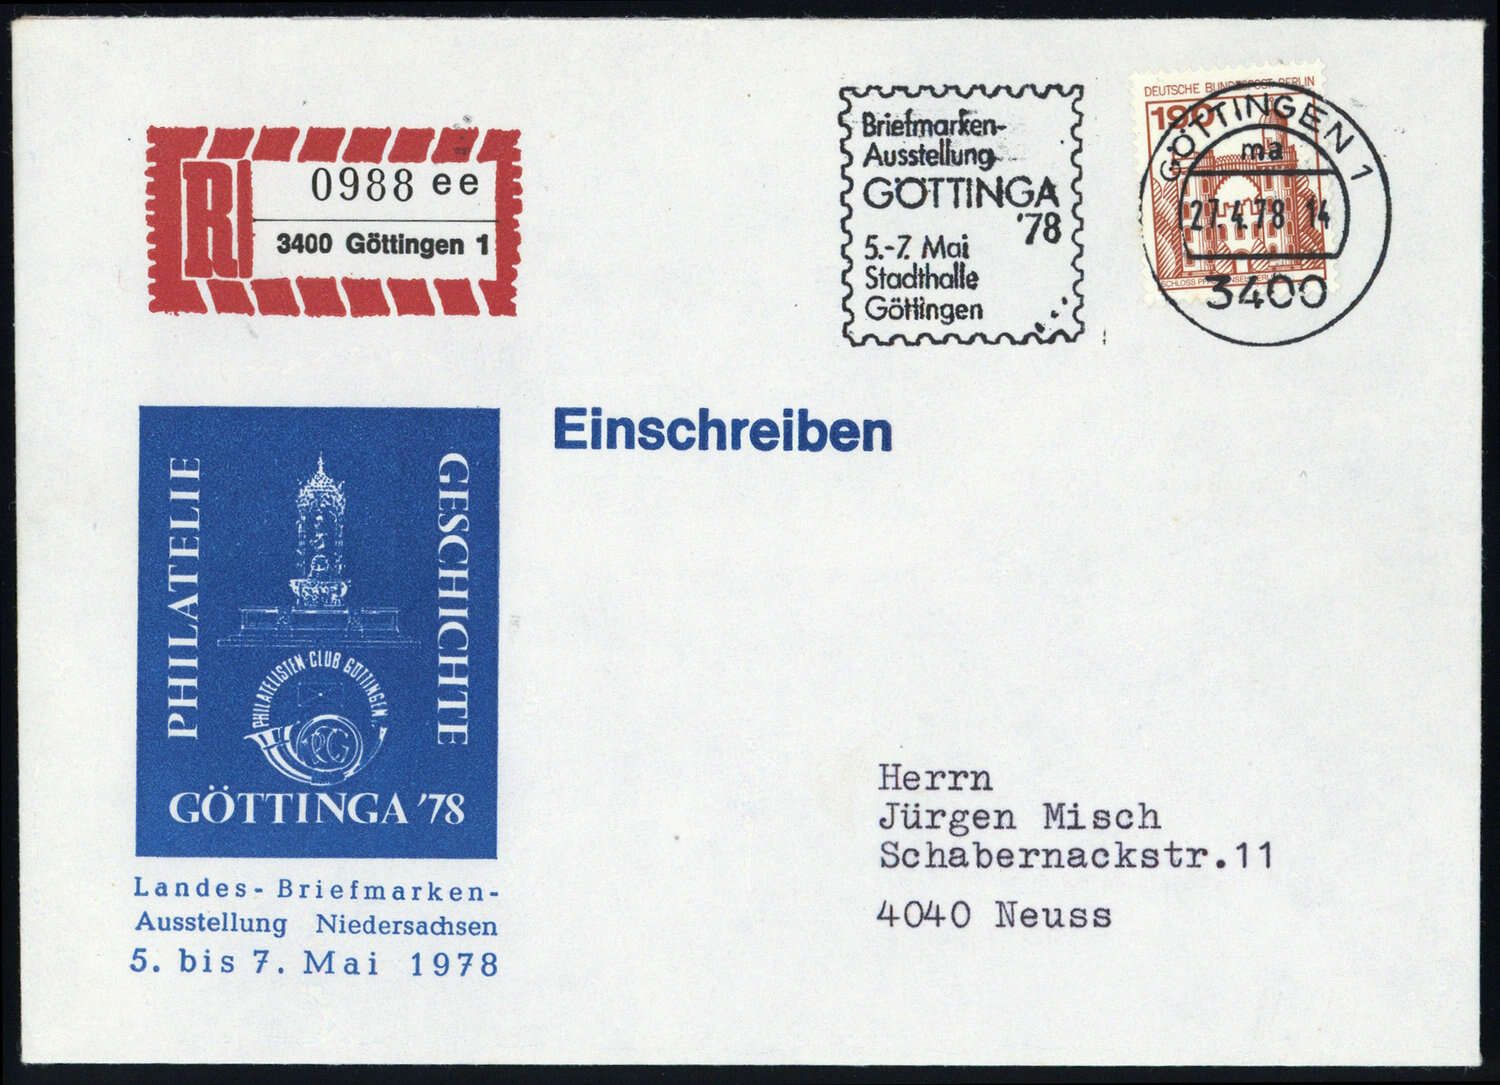 R 0988 ee
3400 Göttingen 1
Briefmarken-
Ausstellung
GÖTTINGA
'78
5.-7. Mai
Stadthalle
Göttingen
DEUTSCHE BUNDESPOST BERLIN
190
GÖTTINGEN 1
ma
27.4.78 14
3400
Einschreiben
PHILATELIE
GESCHICHTE
PHILATELISTEN-CLUB GÖTTINGEN
GÖTTINGA '78
Landes-Briefmarken-
Ausstellung Niedersachsen
5. bis 7. Mai 1978
Herrn
Jürgen Misch
Schabernackstr.11
4040 Neuss